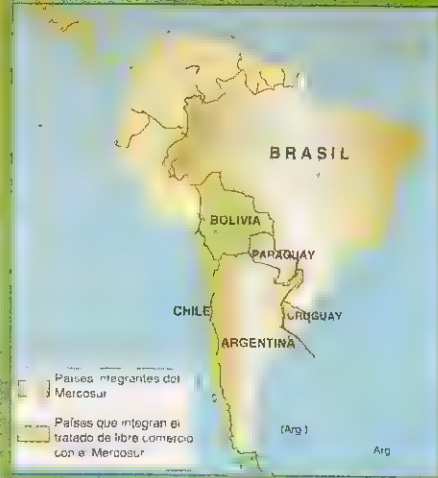 BRASIL
BOLIVIA
PARAGUAY
CHILE
URUGUAY
ARGENTINA
Países integrantes del
Mercosur
Países que integran el
tratado de libre comercio
con el Mercosur
(Arg.)
Arg